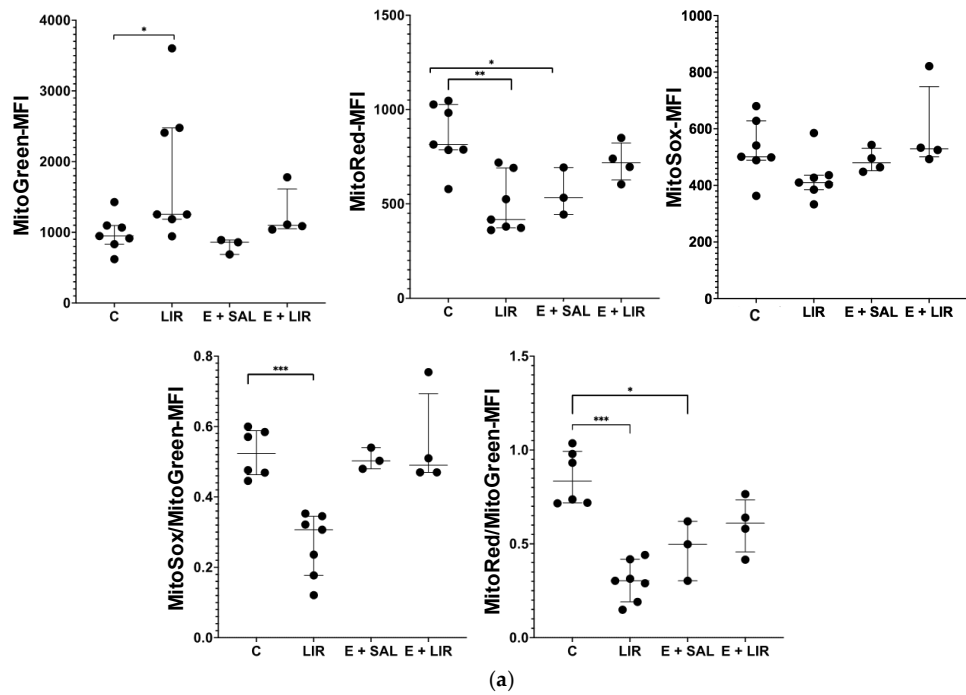 MitoGreen-MFI
4000
3000
2000
1000
0
*
C LIR E + SAL E + LIR
MitoRed-MFI
1500
1000
500
0
*
**
C LIR E + SAL E + LIR
MitoSox-MFI
1000
800
600
400
200
0
C LIR E + SAL E + LIR
MitoSox/MitoGreen-MFI
0.8
0.6
0.4
0.2
0.0
***
C LIR E + SAL E + LIR
MitoRed/MitoGreen-MFI
1.5
1.0
0.5
0.0
*
***
C LIR E + SAL E + LIR
(a)